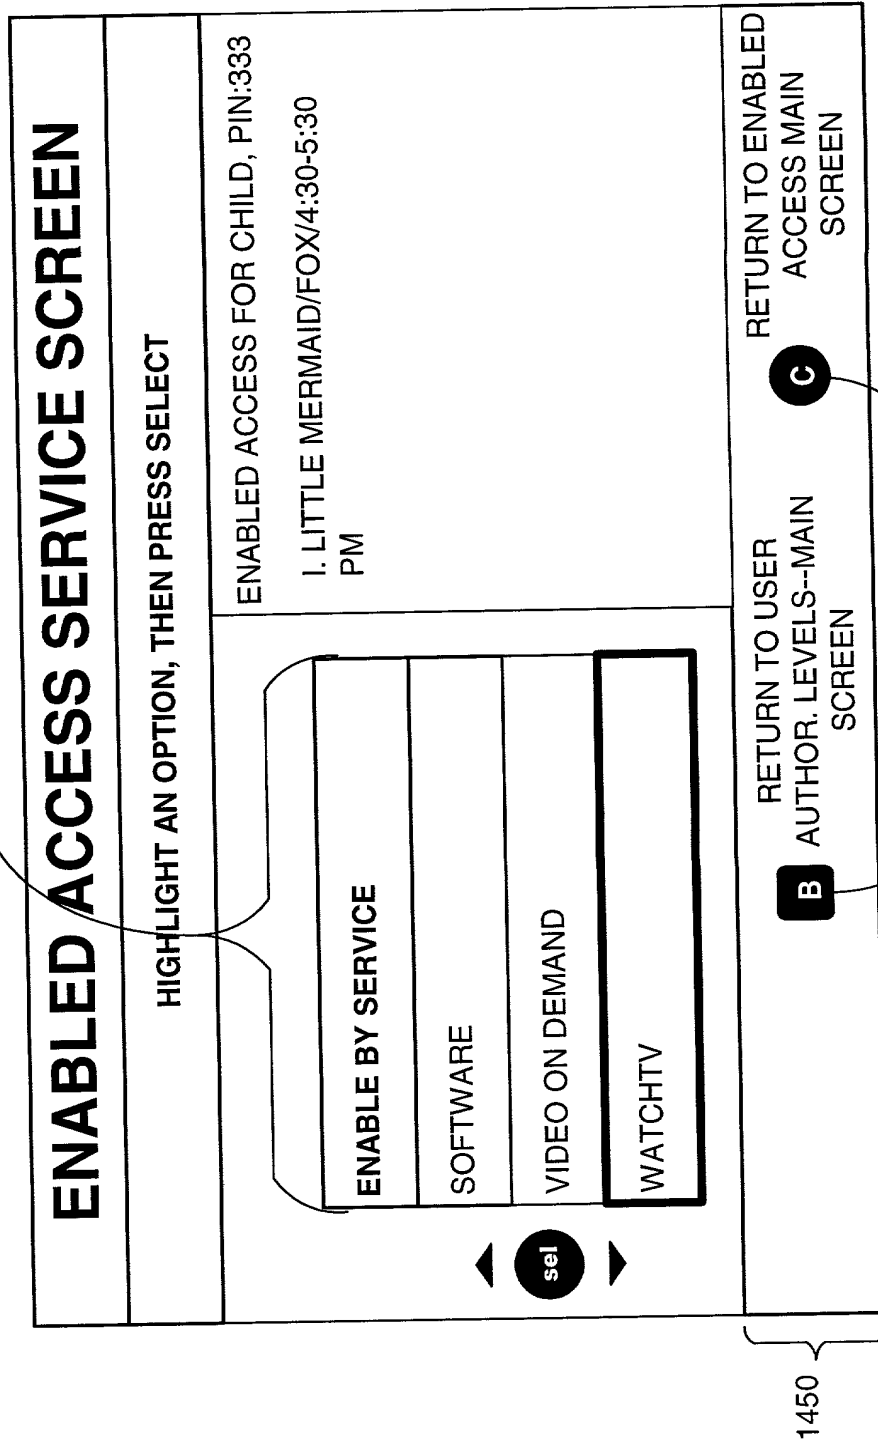 ENABLED ACCESS SERVICE SCREEN
HIGHLIGHT AN OPTION, THEN PRESS SELECT
ENABLE BY SERVICE
SOFTWARE
VIDEO ON DEMAND
WATCHTV
sel
ENABLED ACCESS FOR CHILD, PIN:333
I. LITTLE MERMAID/FOX/4:30-5:30
PM
B
RETURN TO USER
AUTHOR. LEVELS--MAIN
SCREEN
C
RETURN TO ENABLED
ACCESS MAIN
SCREEN
1450